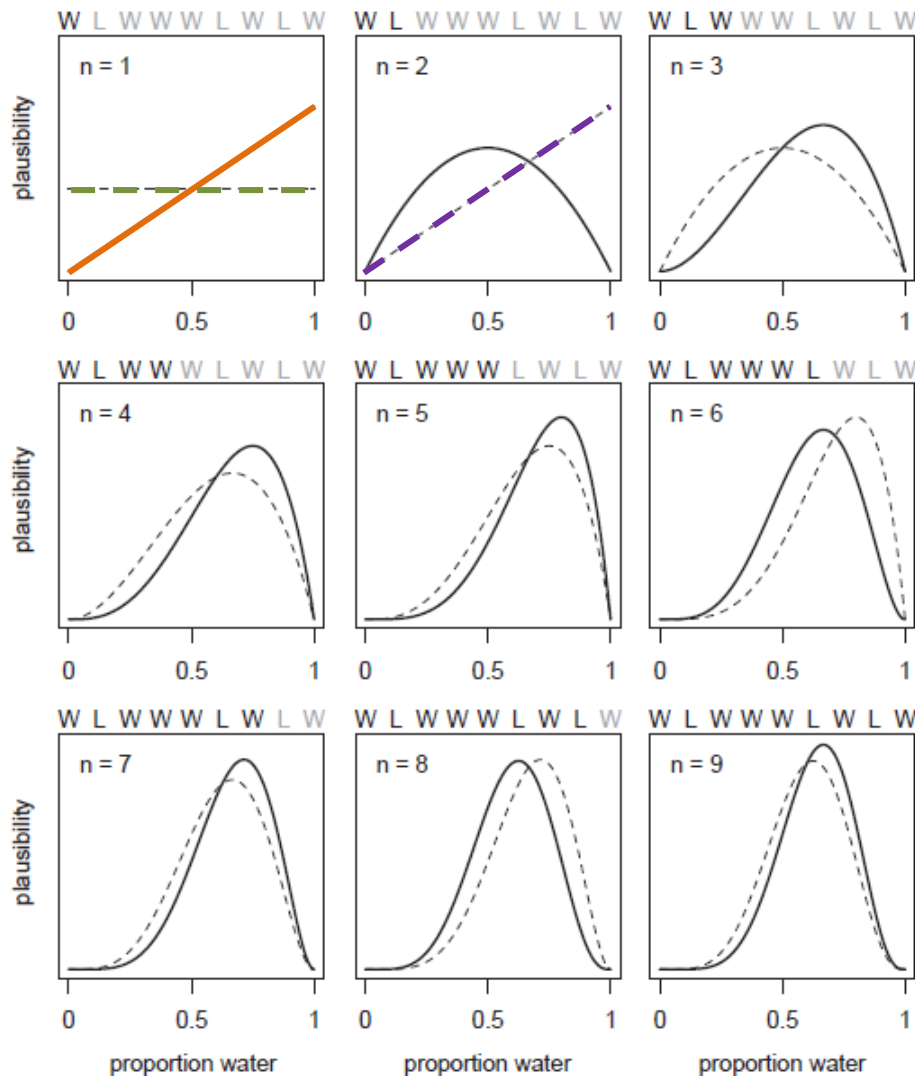 W L W W W L W L W
W L W W W L W L W
W L W W W L W L W
n = 1
n = 2
n = 3
plausibility
0 0.5 1
0 0.5 1
0 0.5 1
W L W W W L W L W
W L W W W L W L W
W L W W W L W L W
n = 4
n = 5
n = 6
plausibility
0 0.5 1
0 0.5 1
0 0.5 1
W L W W W L W L W
W L W W W L W L W
W L W W W L W L W
n = 7
n = 8
n = 9
plausibility
0 0.5 1
0 0.5 1
0 0.5 1
proportion water
proportion water
proportion water